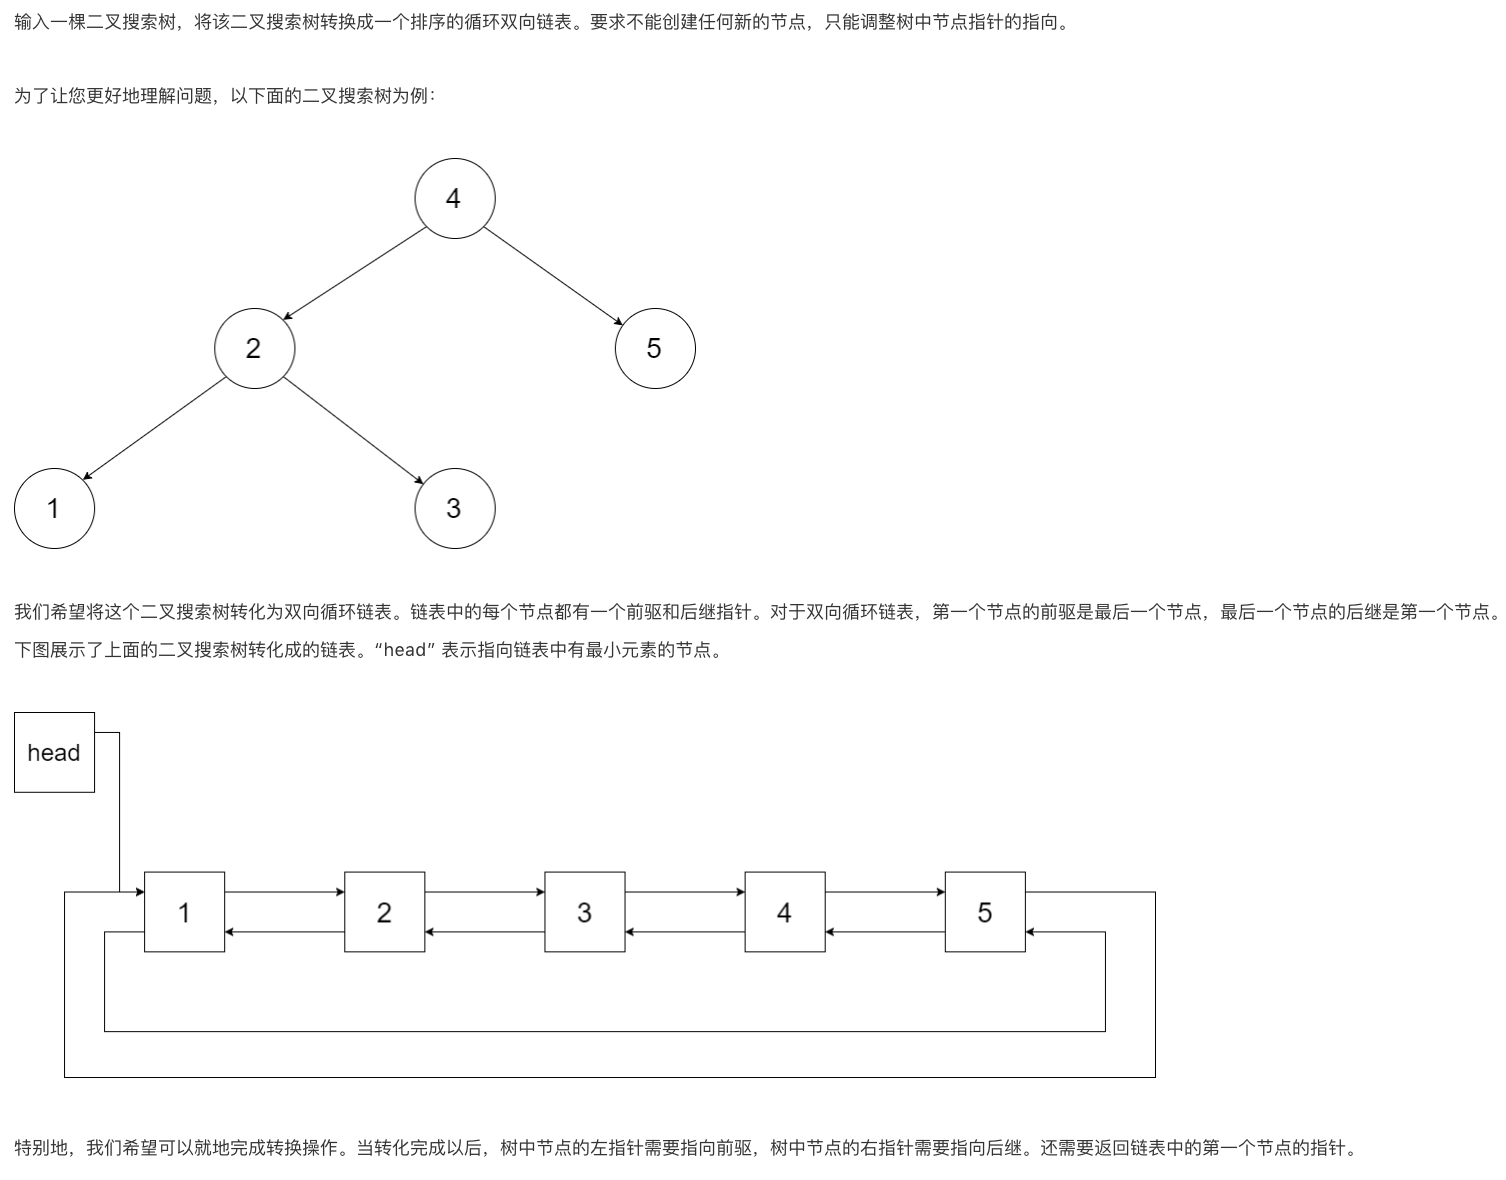 输入一棵二叉搜索树，将该二叉搜索树转换成一个排序的循环双向链表。要求不能创建任何新的节点，只能调整树中节点指针的指向。
为了让您更好地理解问题，以下面的二叉搜索树为例：
4
2
5
1
3
我们希望将这个二叉搜索树转化为双向循环链表。链表中的每个节点都有一个前驱和后继指针。对于双向循环链表，第一个节点的前驱是最后一个节点，最后一个节点的后继是第一个节点。
下图展示了上面的二叉搜索树转化成的链表。“head” 表示指向链表中有最小元素的节点。
head
1 2 3 4 5
特别地，我们希望可以就地完成转换操作。当转化完成以后，树中节点的左指针需要指向前驱，树中节点的右指针需要指向后继。还需要返回链表中的第一个节点的指针。